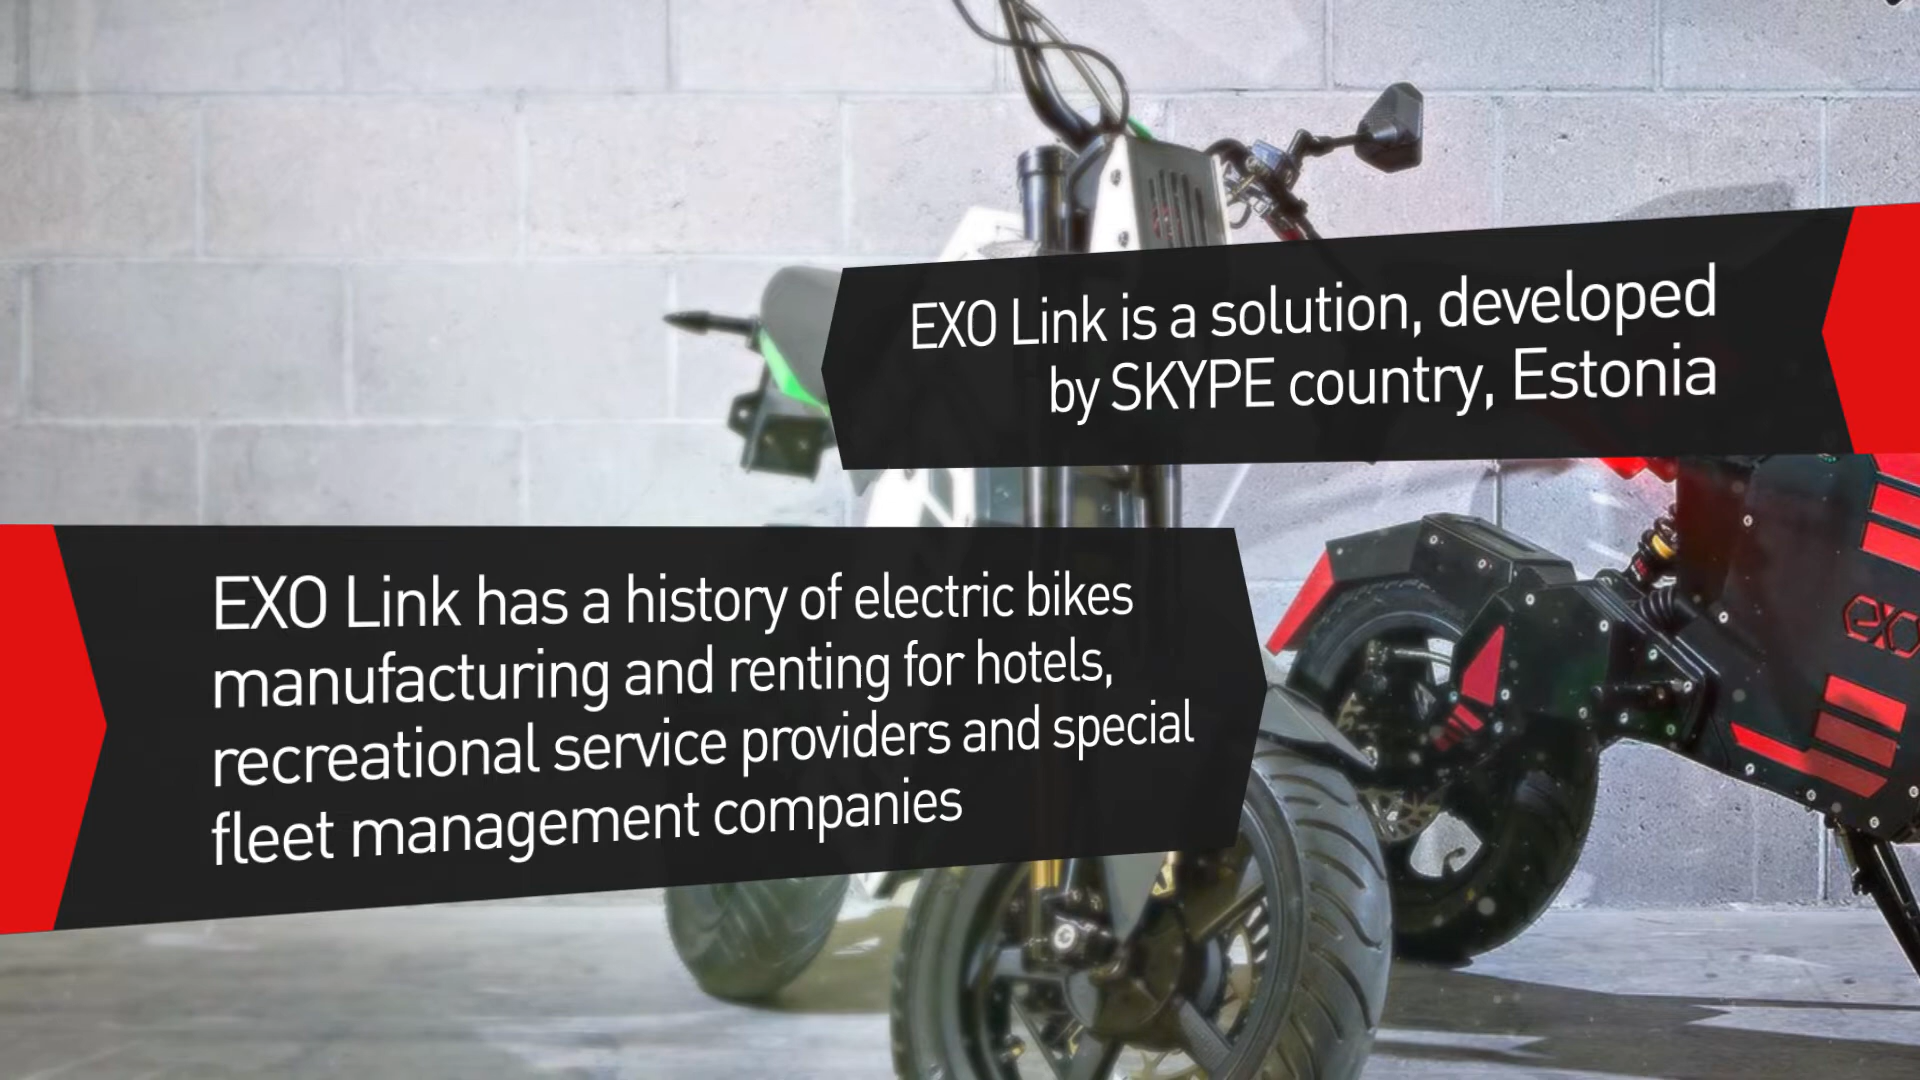 EXO Link is a solution, developed
by SKYPE country, Estonia
EXO Link has a history of electric bikes
manufacturing and renting for hotels,
recreational service providers and special
fleet management companies
exo